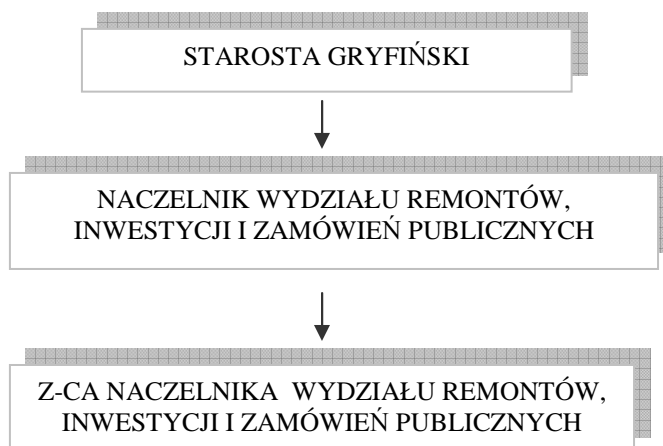 STAROSTA GRYFIŃSKI
NACZELNIK WYDZIAŁU REMONTÓW,
INWESTYCJI I ZAMÓWIEŃ PUBLICZNYCH
Z-CA NACZELNIKA WYDZIAŁU REMONTÓW,
INWESTYCJI I ZAMÓWIEŃ PUBLICZNYCH